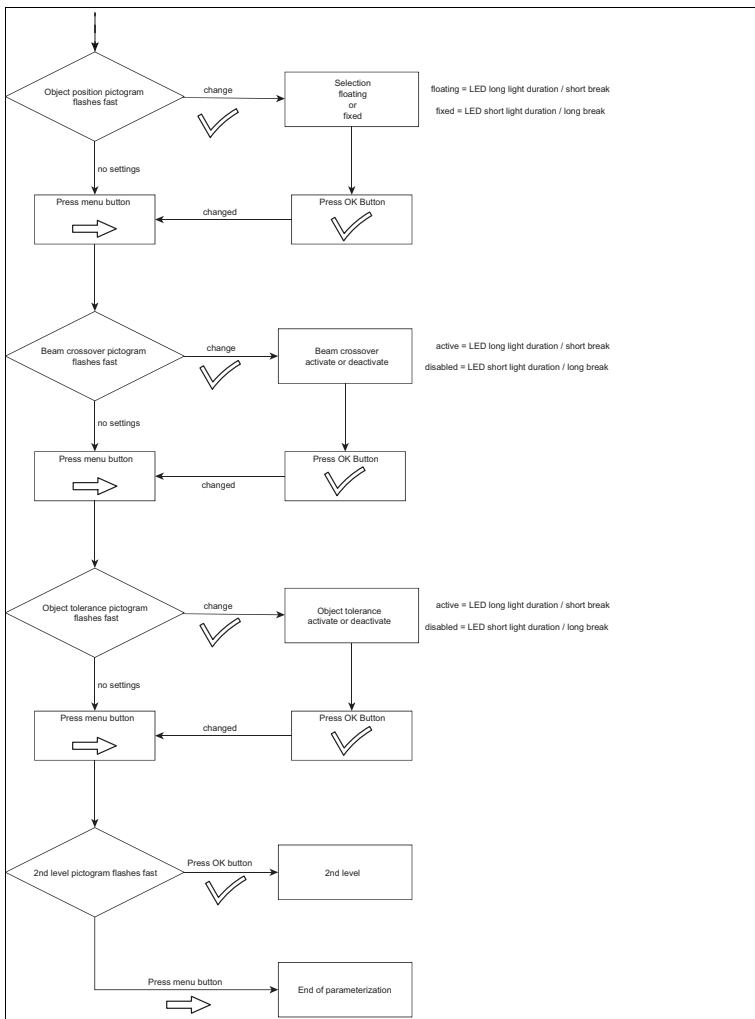 Object position pictogram
flashes fast
change
Selection
floating
or
fixed
floating = LED long light duration / short break
fixed = LED short light duration / long break
no settings
Press menu button
changed
Press OK Button
Beam crossover pictogram
flashes fast
change
Beam crossover
activate or deactivate
active = LED long light duration / short break
disabled = LED short light duration / long break
no settings
Press menu button
changed
Press OK Button
Object tolerance pictogram
flashes fast
change
Object tolerance
activate or deactivate
active = LED long light duration / short break
disabled = LED short light duration / long break
no settings
Press menu button
changed
Press OK Button
2nd level pictogram flashes fast
Press OK button
2nd level
Press menu button
End of parameterization